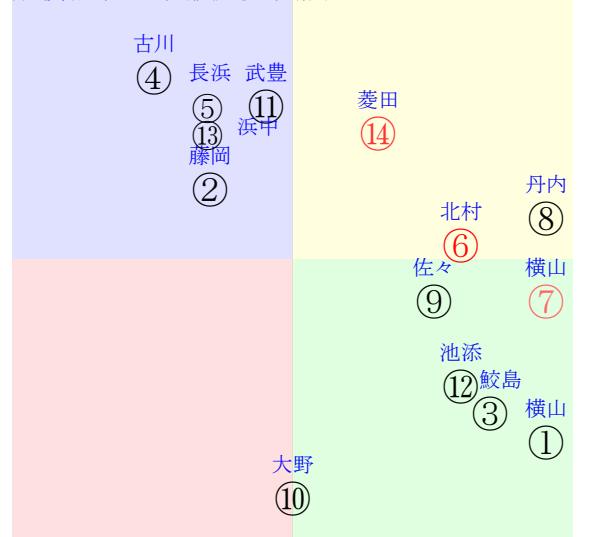 古川
④
長浜
⑤
武豊
⑪
浜中
⑬
藤岡
②
菱田
⑭
丹内
⑧
北村
⑥
佐々
⑨
横山
⑦
池添
⑫
鮫島
③
横山
①
大野
⑩